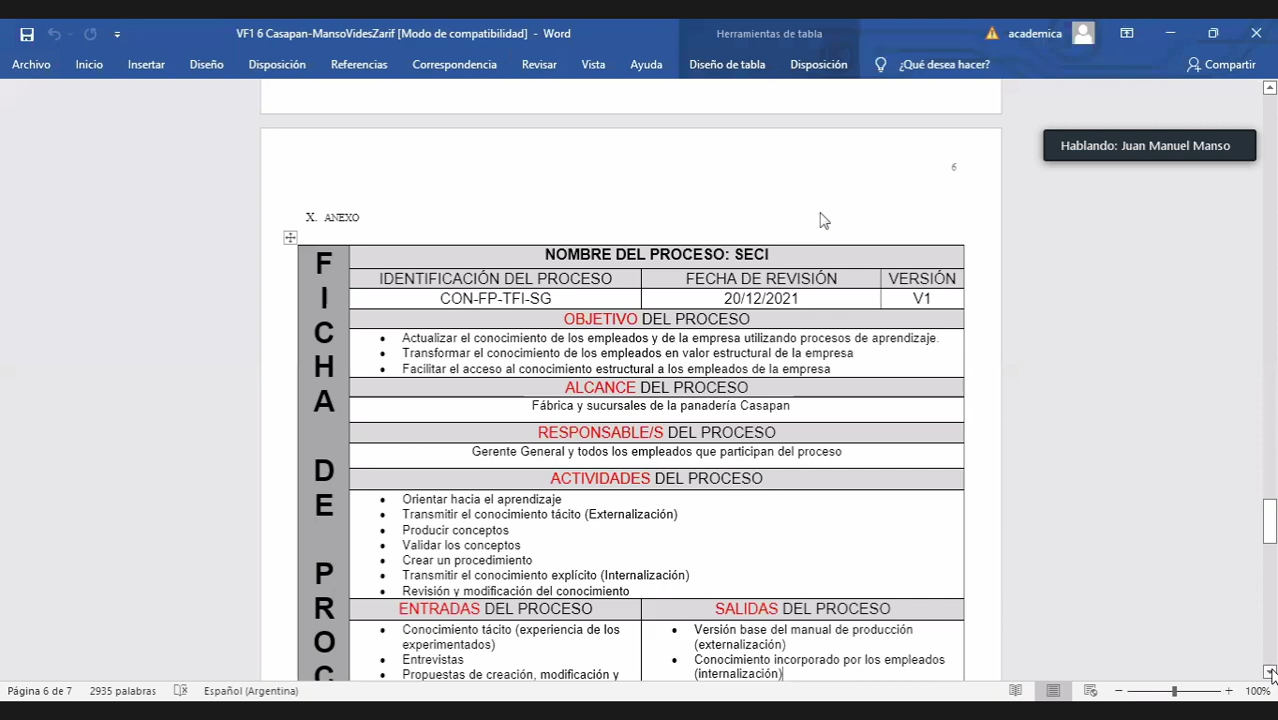 VF1 6 Casapan-MansoVidesZarif [Modo de compatibilidad] - Word
Herramientas de tabla
academica
Archivo Inicio Insertar Diseño Disposición Referencias Correspondencia Revisar Vista Ayuda Diseño de tabla Disposición ¿Qué desea hacer? Compartir
Hablando: Juan Manuel Manso
6
X. ANEXO
FICHA DE PROC
NOMBRE DEL PROCESO: SECI
IDENTIFICACIÓN DEL PROCESO FECHA DE REVISIÓN VERSIÓN
CON-FP-TFI-SG 20/12/2021 V1
OBJETIVO DEL PROCESO
• Actualizar el conocimiento de los empleados y de la empresa utilizando procesos de aprendizaje.
• Transformar el conocimiento de los empleados en valor estructural de la empresa
• Facilitar el acceso al conocimiento estructural a los empleados de la empresa
ALCANCE DEL PROCESO
Fábrica y sucursales de la panadería Casapan
RESPONSABLE/S DEL PROCESO
Gerente General y todos los empleados que participan del proceso
ACTIVIDADES DEL PROCESO
• Orientar hacia el aprendizaje
• Transmitir el conocimiento tácito (Externalización)
• Producir conceptos
• Validar los conceptos
• Crear un procedimiento
• Transmitir el conocimiento explícito (Internalización)
• Revisión y modificación del conocimiento
ENTRADAS DEL PROCESO
• Conocimiento tácito (experiencia de los
experimentados)
• Entrevistas
• Propuestas de creación, modificación y
SALIDAS DEL PROCESO
• Versión base del manual de producción
(externalización)
• Conocimiento incorporado por los empleados
(internalización)
Página 6 de 7 2935 palabras Español (Argentina) 100%